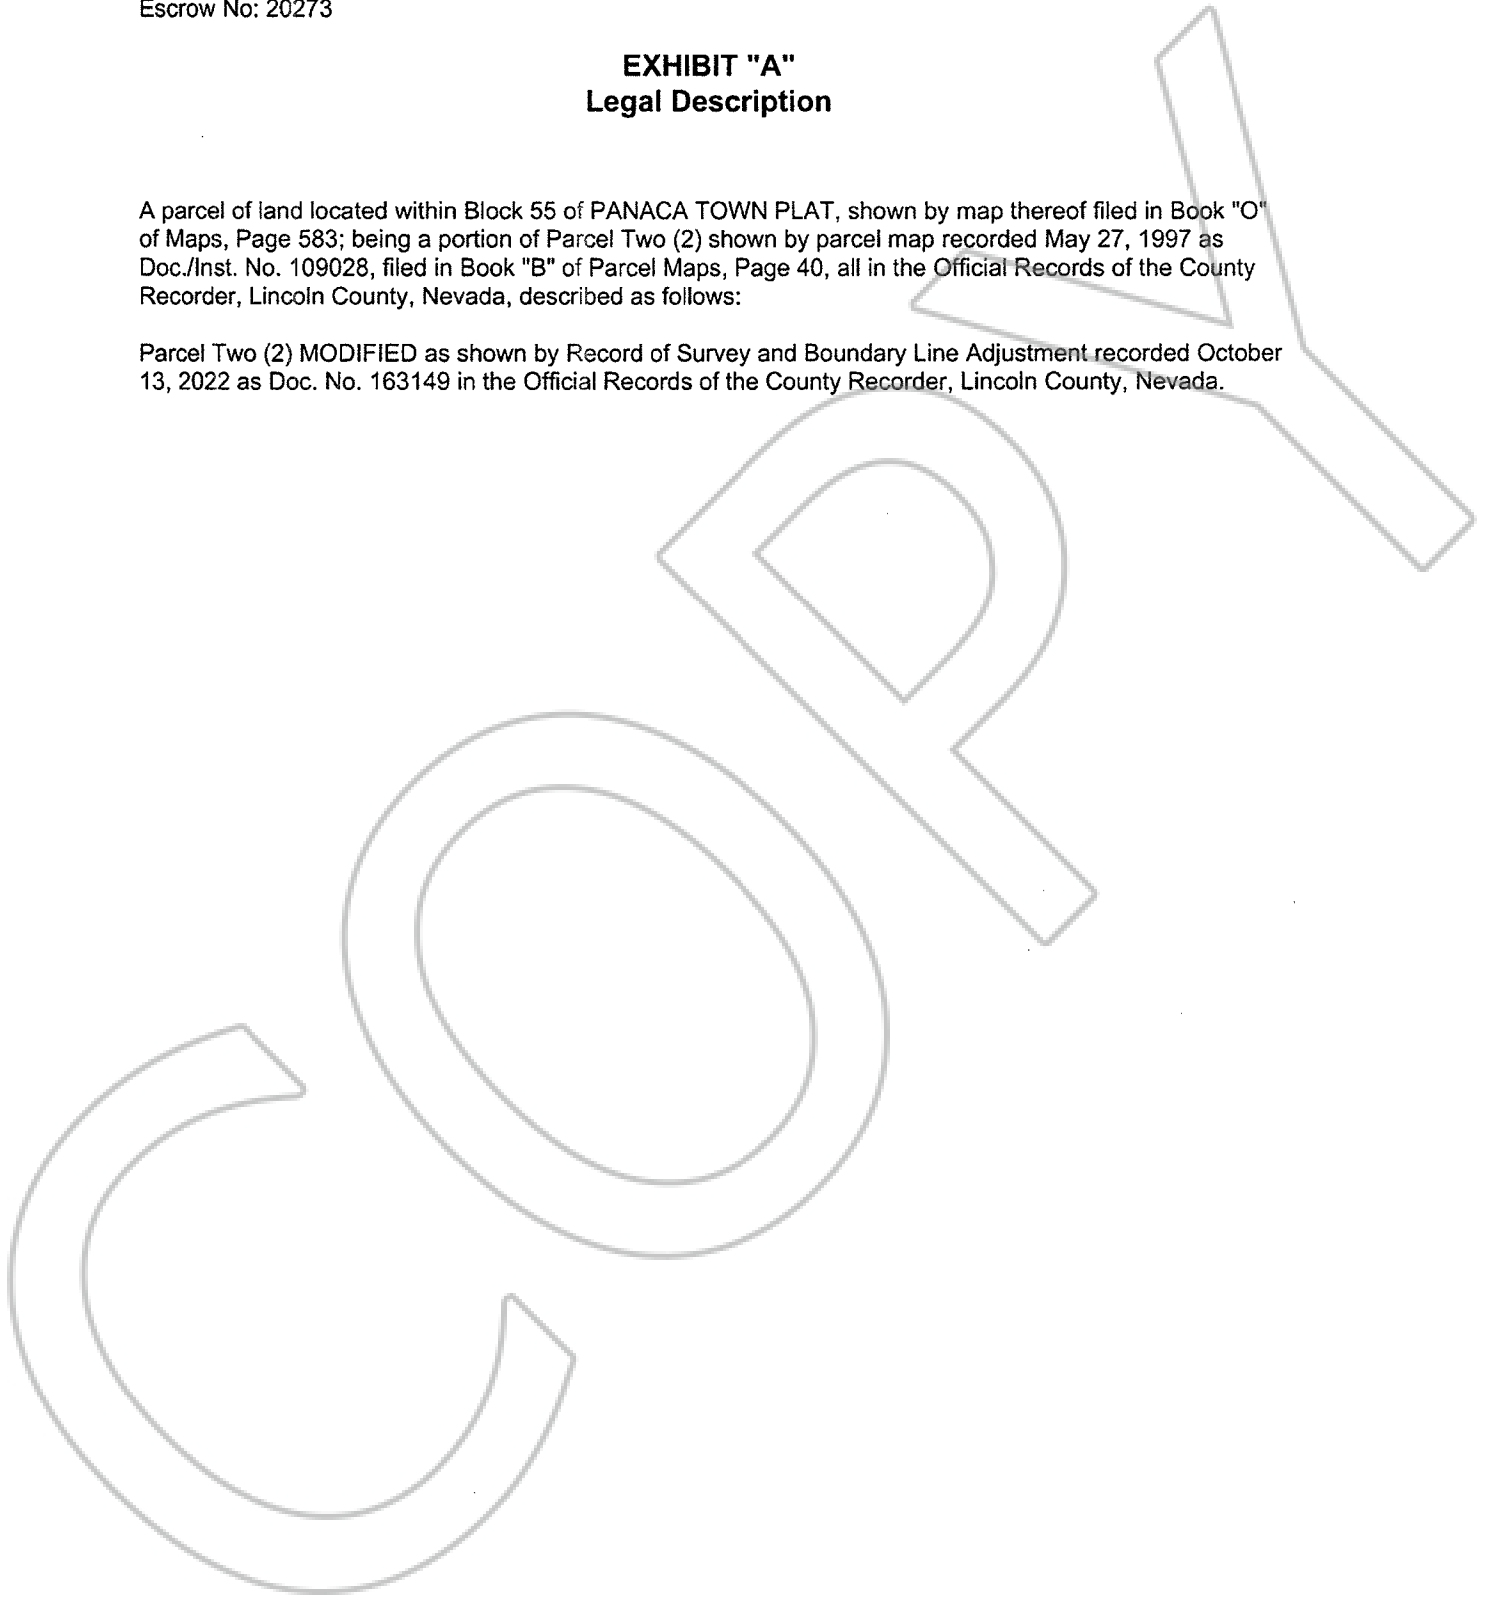 Escrow No: 20273
EXHIBIT "A"
Legal Description
A parcel of land located within Block 55 of PANACA TOWN PLAT, shown by map thereof filed in Book "O"
of Maps, Page 583; being a portion of Parcel Two (2) shown by parcel map recorded May 27, 1997 as
Doc./Inst. No. 109028, filed in Book "B" of Parcel Maps, Page 40, all in the Official Records of the County
Recorder, Lincoln County, Nevada, described as follows:
Parcel Two (2) MODIFIED as shown by Record of Survey and Boundary Line Adjustment recorded October
13, 2022 as Doc. No. 163149 in the Official Records of the County Recorder, Lincoln County, Nevada.
COPY